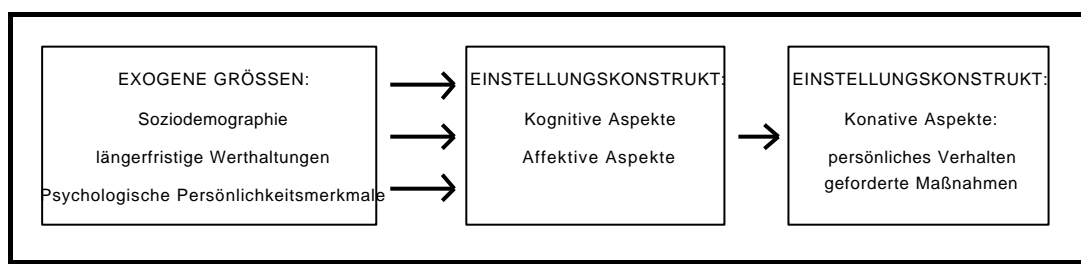 EXOGENE GRÖSSEN:
Soziodemographie
längerfristige Werthaltungen
Psychologische Persönlichkeitsmerkmale
EINSTELLUNGSKONSTRUKT:
Kognitive Aspekte
Affektive Aspekte
EINSTELLUNGSKONSTRUKT:
Konative Aspekte:
persönliches Verhalten
geforderte Maßnahmen